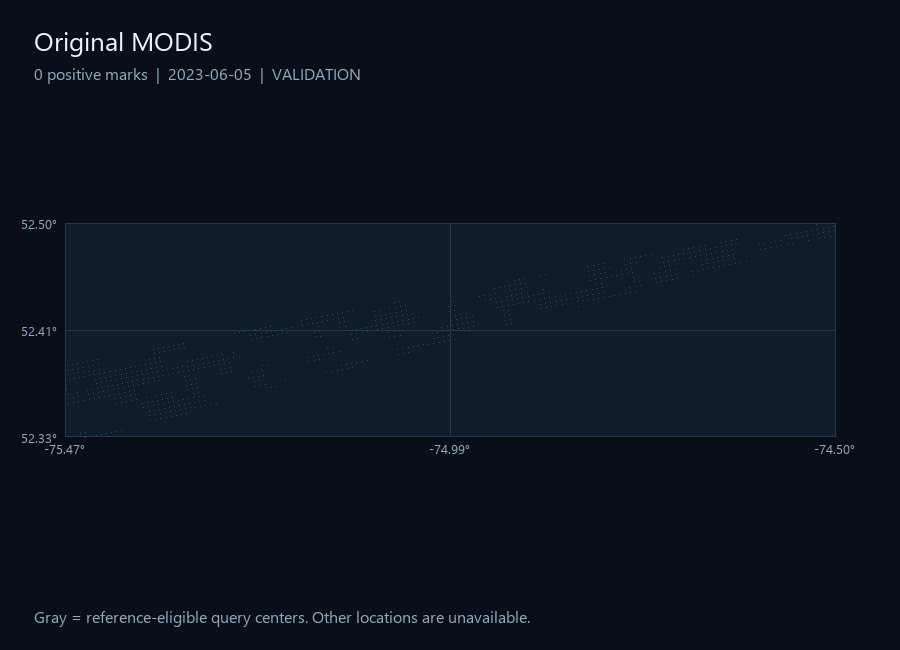 Original MODIS
0 positive marks | 2023-06-05 | VALIDATION
52.50°
52.41°
52.33°
-75.47°
-74.99°
-74.50°
Gray = reference-eligible query centers. Other locations are unavailable.